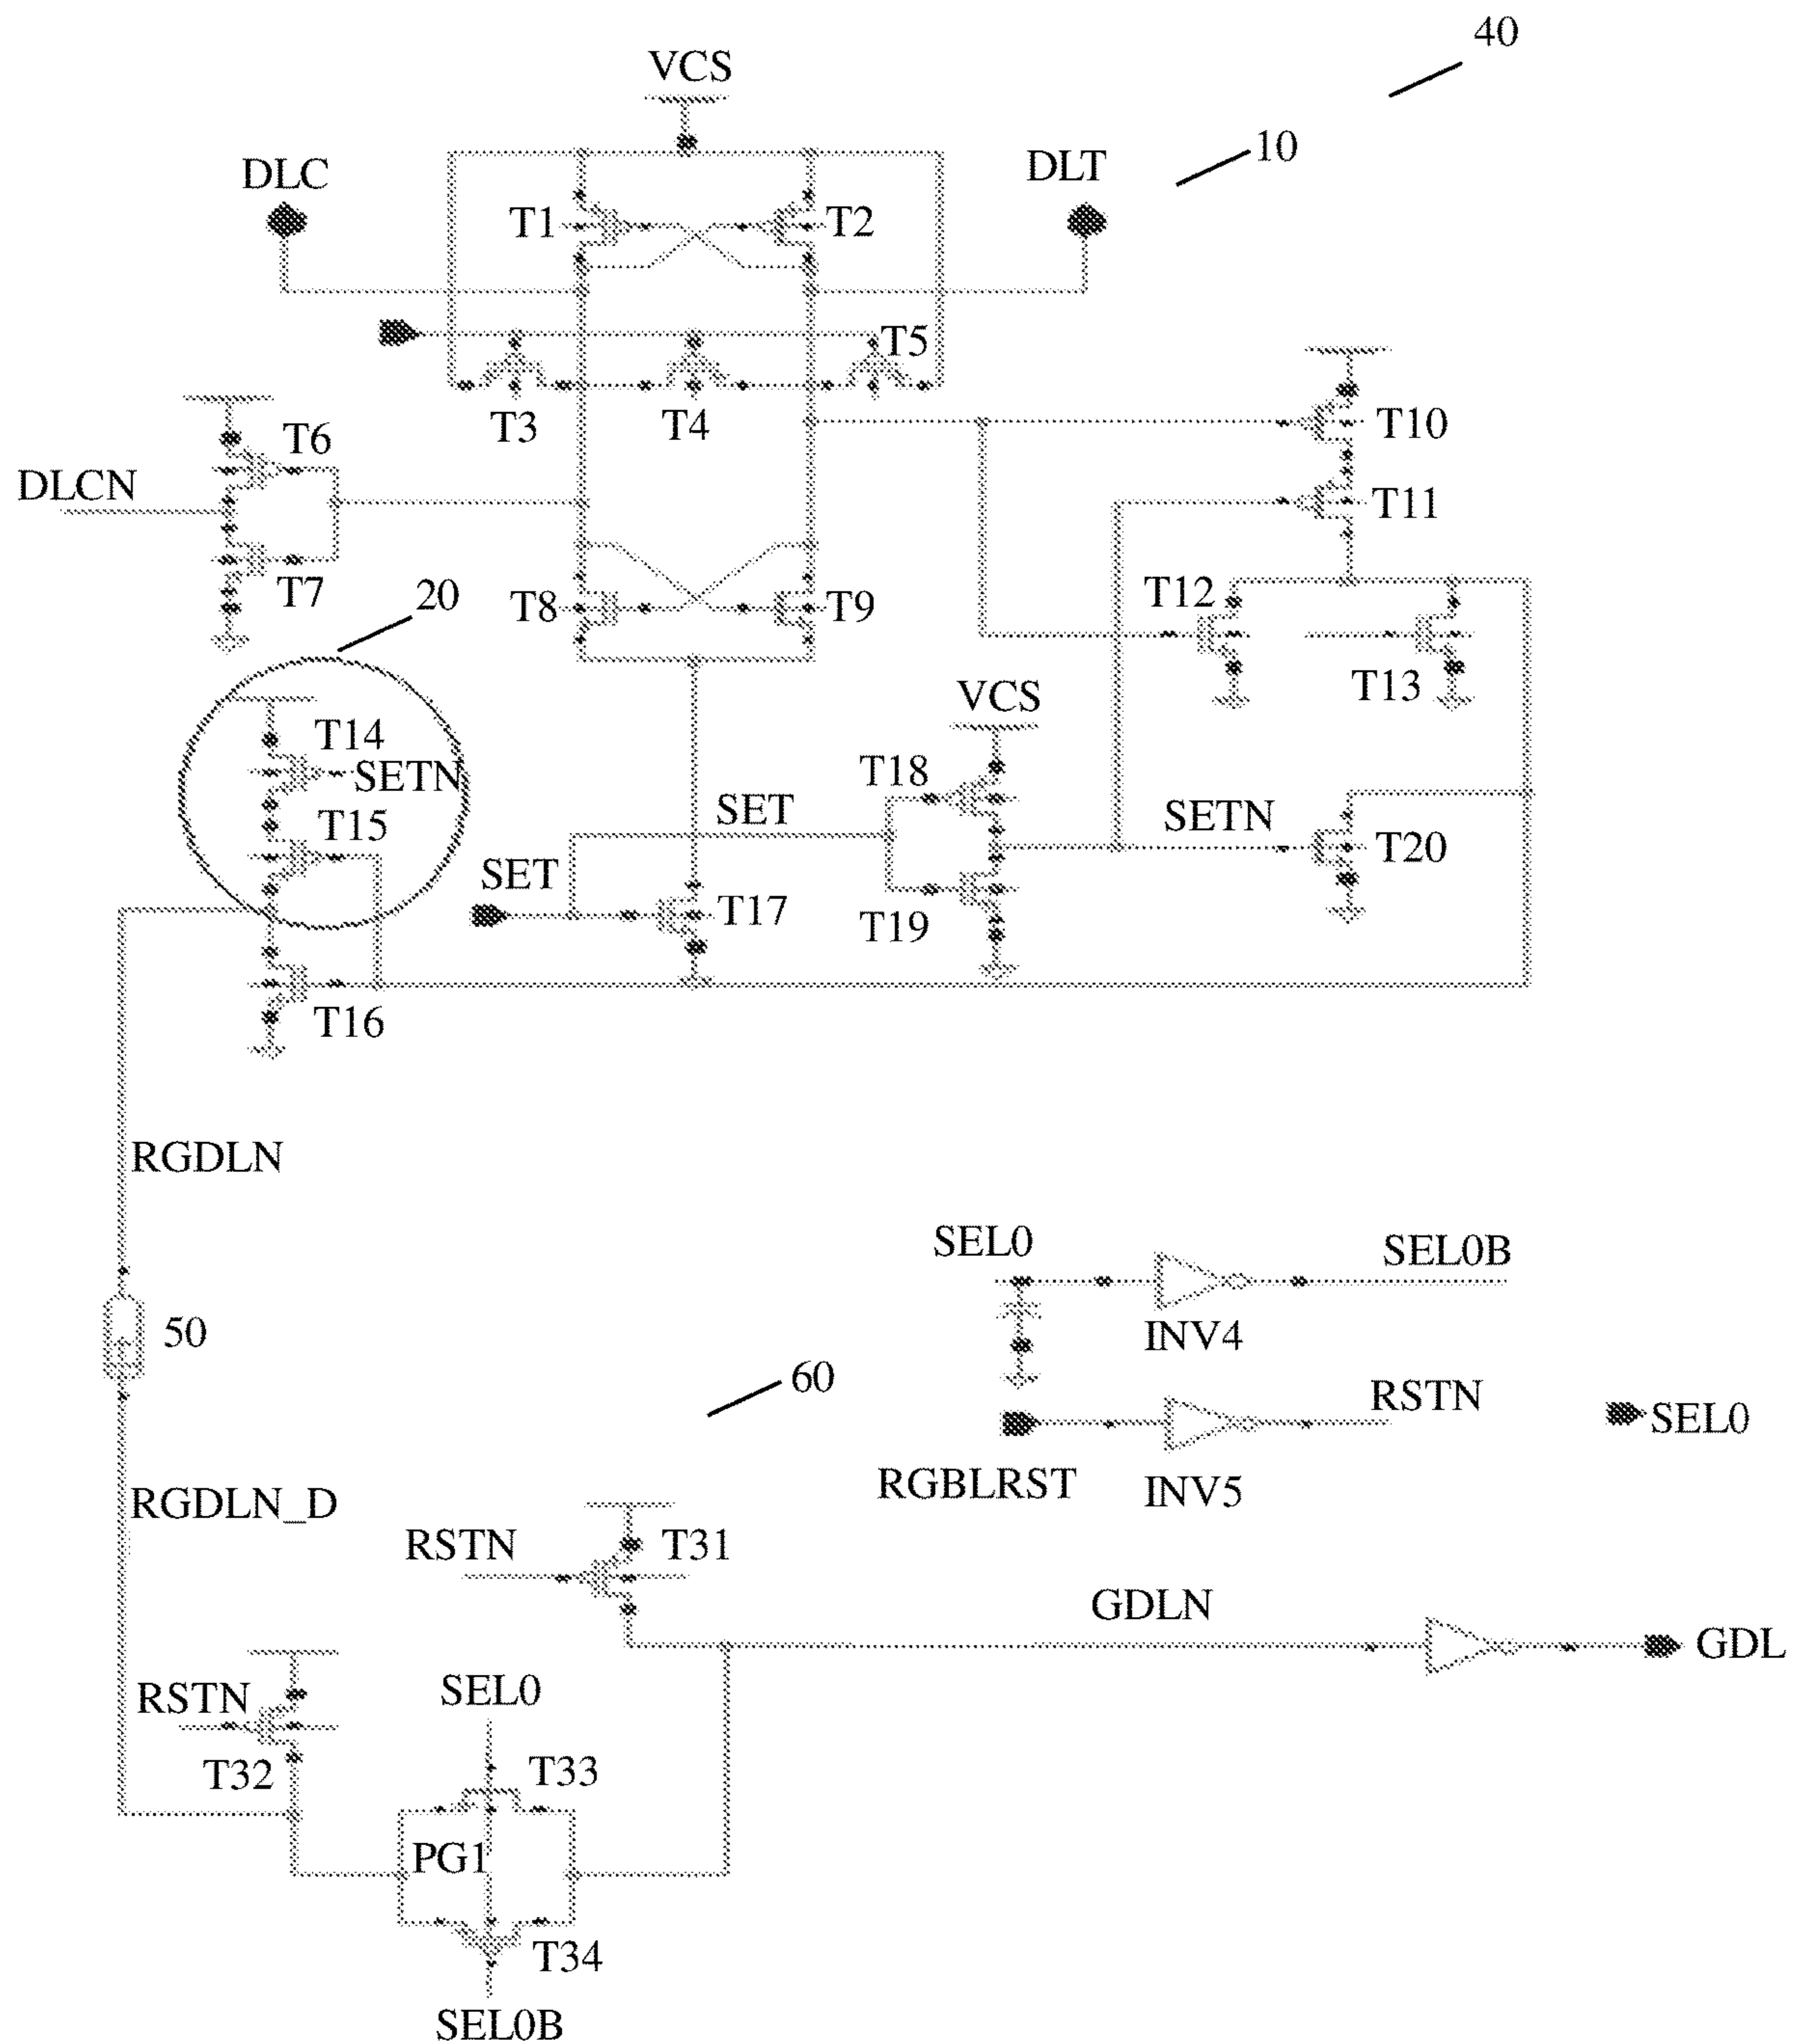 40
VCS
10
DLC
DLT
T1
T2
T5
T3
T4
T10
T6
DLCN
T11
T7
20
T8
T9
T12
T13
VCS
T14
SETN
T18
SET
SETN
T15
T20
SET
T17
T19
T16
RGDLN
SEL0
SEL0B
50
INV4
60
RSTN
SEL0
RGBLRST
INV5
RGDLN_D
RSTN
T31
GDLN
GDL
RSTN
SEL0
T32
T33
PG1
T34
SEL0B